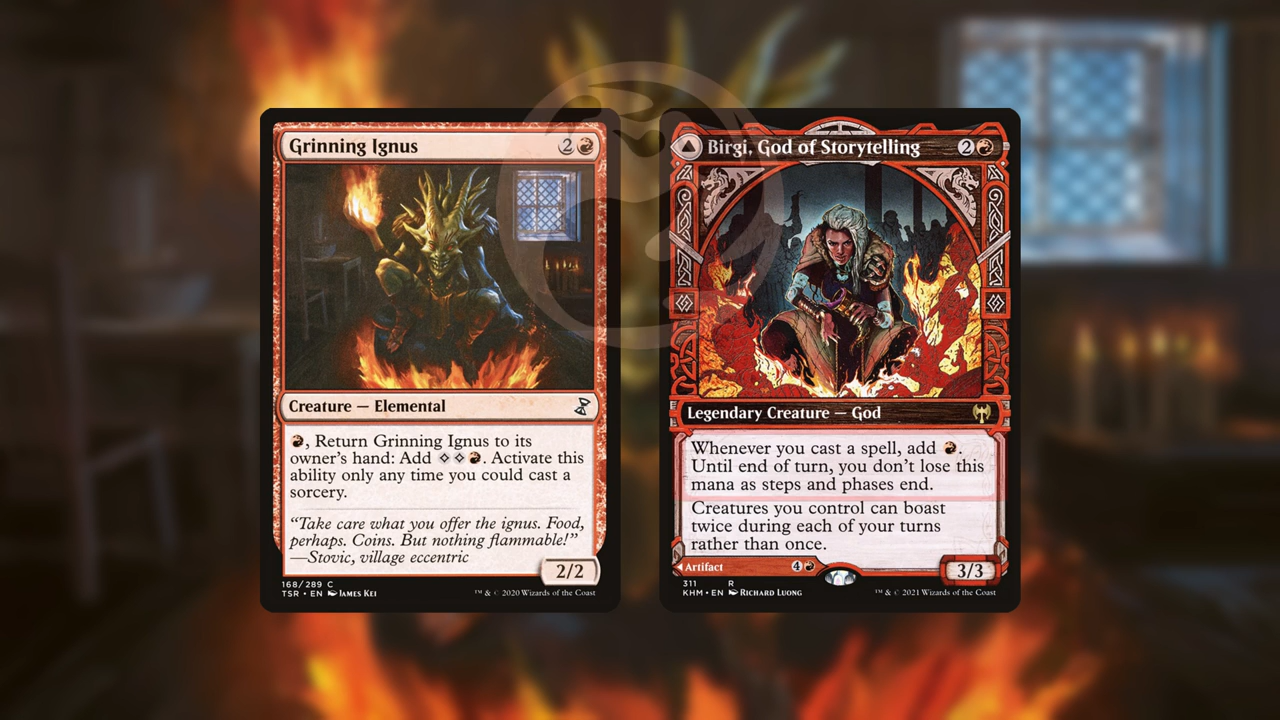 Grinning Ignus 2
Creature — Elemental
, Return Grinning Ignus to its
owner's hand: Add . Activate this
ability only any time you could cast a
sorcery.
“Take care what you offer the ignus. Food,
perhaps. Coins. But nothing flammable!”
—Stovic, village eccentric
2/2
168/289 C
TSR • EN James Kei
™ & © 2020 Wizards of the Coast
Birgi, God of Storytelling 2
Legendary Creature — God
Whenever you cast a spell, add .
Until end of turn, you don't lose this
mana as steps and phases end.
Creatures you control can boast
twice during each of your turns
rather than once.
Artifact 4
3/3
311 R
KHM • EN Richard Luong
™ & © 2021 Wizards of the Coast